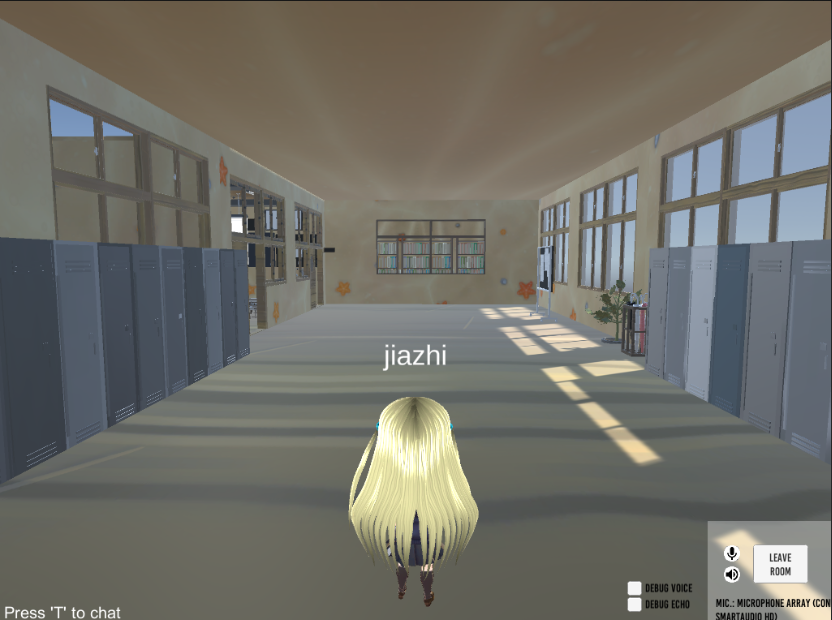 jiazhi
LEAVE
ROOM
DEBUG VOICE
DEBUG ECHO
MIC.: MICROPHONE ARRAY (CON
SMARTAUDIO HD)
Press 'T' to chat